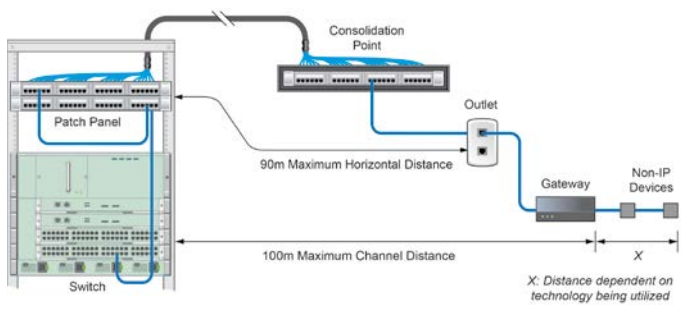 Consolidation
Point
Outlet
Patch Panel
90m Maximum Horizontal Distance
Non-IP
Devices
Gateway
100m Maximum Channel Distance
X
Switch
X: Distance dependent on
technology being utilized